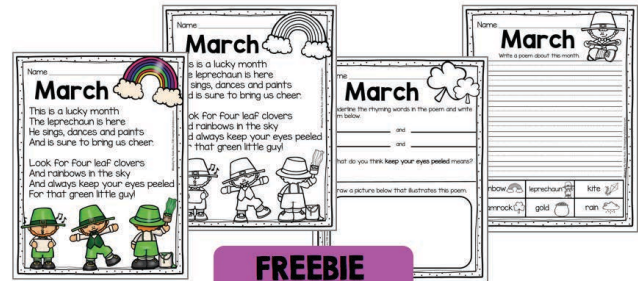 Name
March
This is a lucky month
The leprechaun is here
He sings, dances and paints
And is sure to bring us cheer.
Look for four leaf clovers
And rainbows in the sky
And always keep your eyes peeled
For that green little guy!
Name
March
is is a lucky month
e leprechaun is here
sings, dances and paints
d is sure to bring us cheer.
ok for four leaf clovers
d rainbows in the sky
d always keep your eyes peeled
r that green little guy!
me
March
derline the rhyming words in the poem and write
m below.
and
and
at do you think keep your eyes peeled means?
raw a picture below that illustrates this poem.
Name
March
Write a poem about this month.
nbow leprechaun kite
mrock gold rain
FREEBIE